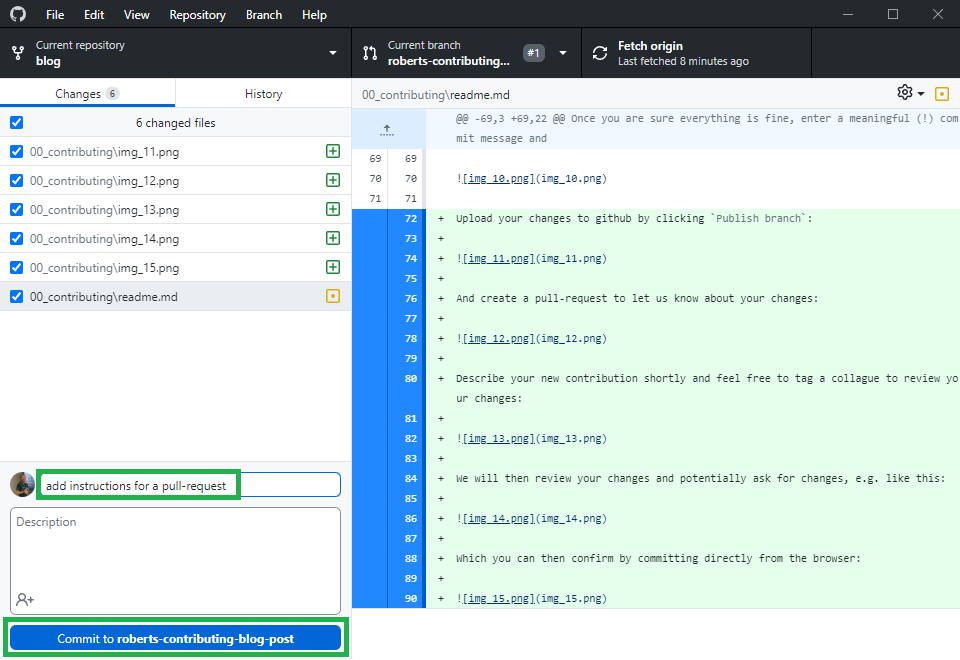 File Edit View Repository Branch Help
Current repository
blog
Current branch
roberts-contributing...
#1
Fetch origin
Last fetched 8 minutes ago
Changes 6
History
00_contributing\readme.md
6 changed files
00_contributing\img_11.png
00_contributing\img_12.png
00_contributing\img_13.png
00_contributing\img_14.png
00_contributing\img_15.png
00_contributing\readme.md
add instructions for a pull-request
Description
Commit to roberts-contributing-blog-post
@@ -69,3 +69,22 @@ Once you are sure everything is fine, enter a meaningful (!) com
mit message and
69 69
70 70 ![img_10.png](img_10.png)
71 71
72 + Upload your changes to github by clicking `Publish branch`:
73 +
74 + ![img_11.png](img_11.png)
75 +
76 + And create a pull-request to let us know about your changes:
77 +
78 + ![img_12.png](img_12.png)
79 +
80 + Describe your new contribution shortly and feel free to tag a collague to review yo
ur changes:
81 +
82 + ![img_13.png](img_13.png)
83 +
84 + We will then review your changes and potentially ask for changes, e.g. like this:
85 +
86 + ![img_14.png](img_14.png)
87 +
88 + Which you can then confirm by committing directly from the browser:
89 +
90 + ![img_15.png](img_15.png)